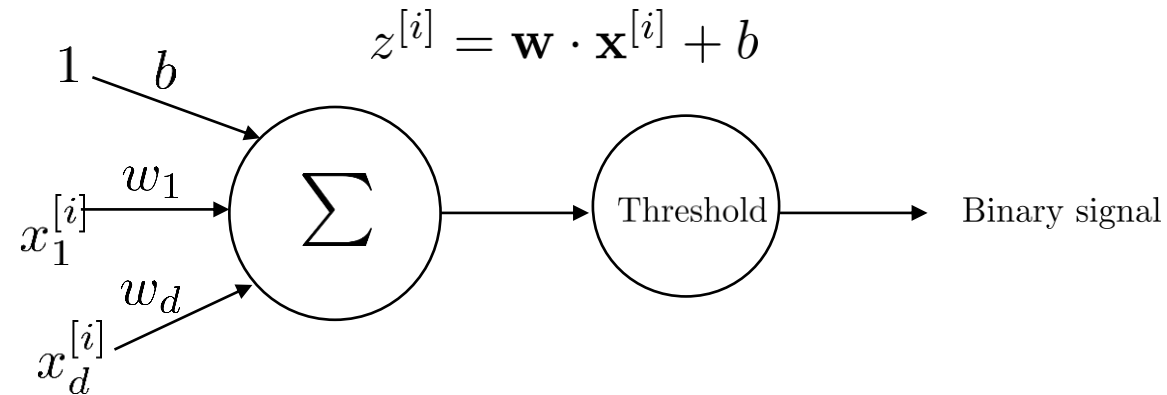 z^{[i]} = w · x^{[i]} + b
1
b
w_1
x_1^{[i]}
∑
Threshold
Binary signal
w_d
x_d^{[i]}